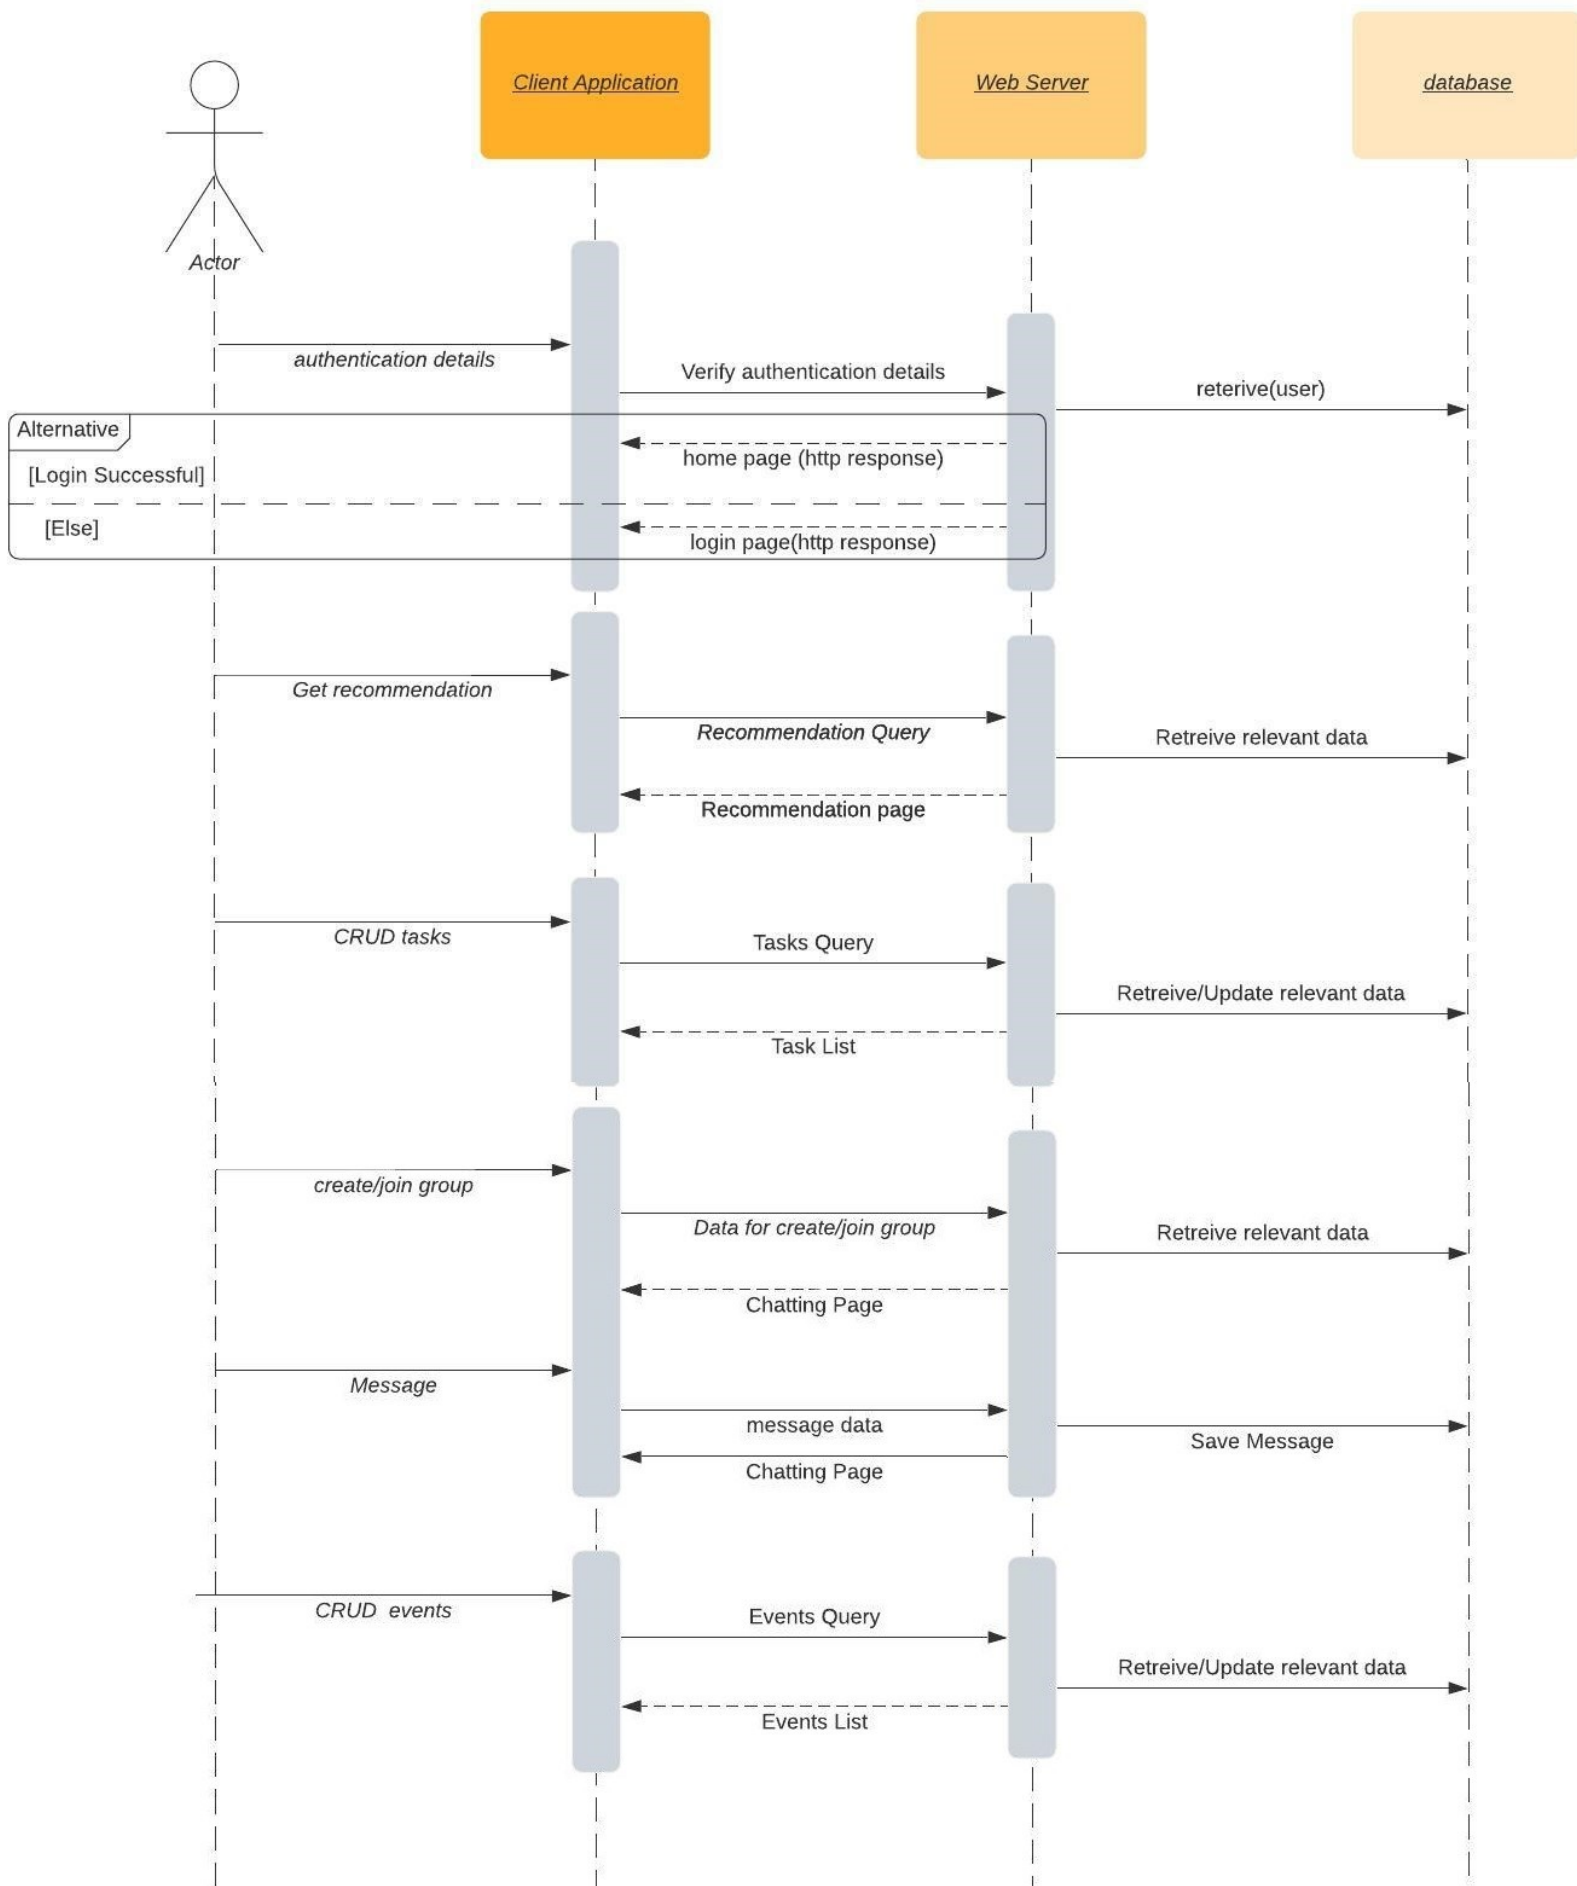 Client Application
Web Server
database
Actor
authentication details
Verify authentication details
reterive(user)
Alternative
home page (http response)
[Login Successful]
[Else]
login page(http response)
Get recommendation
Recommendation Query
Retreive relevant data
Recommendation page
CRUD tasks
Tasks Query
Retreive/Update relevant data
Task List
create/join group
Data for create/join group
Retreive relevant data
Chatting Page
Message
message data
Save Message
Chatting Page
CRUD events
Events Query
Retreive/Update relevant data
Events List